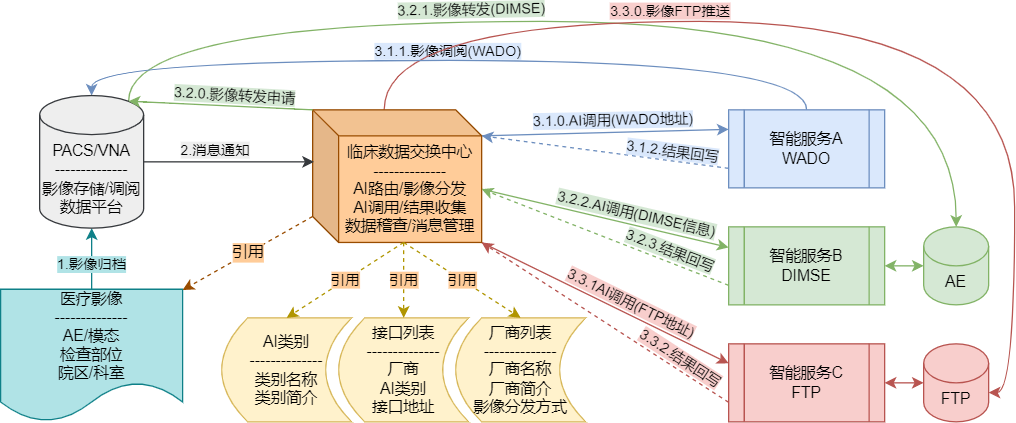 3.2.1.影像转发(DIMSE)
3.3.0.影像FTP推送
3.1.1.影像调阅(WADO)
3.2.0.影像转发申请
PACS/VNA
--------------
影像存储/调阅
数据平台
2.消息通知
临床数据交换中心
--------------
AI路由/影像分发
AI调用/结果收集
数据稽查/消息管理
3.1.0.AI调用(WADO地址)
3.1.2.结果回写
智能服务A
WADO
3.2.2.AI调用(DIMSE信息)
3.2.3.结果回写
智能服务B
DIMSE
AE
1.影像归档
引用
引用
引用
引用
3.3.1AI调用(FTP地址)
3.3.2.结果回写
智能服务C
FTP
FTP
医疗影像
--------------
AE/模态
检查部位
院区/科室
AI类别
--------------
类别名称
类别简介
接口列表
--------------
厂商
AI类别
接口地址
厂商列表
--------------
厂商名称
厂商简介
影像分发方式